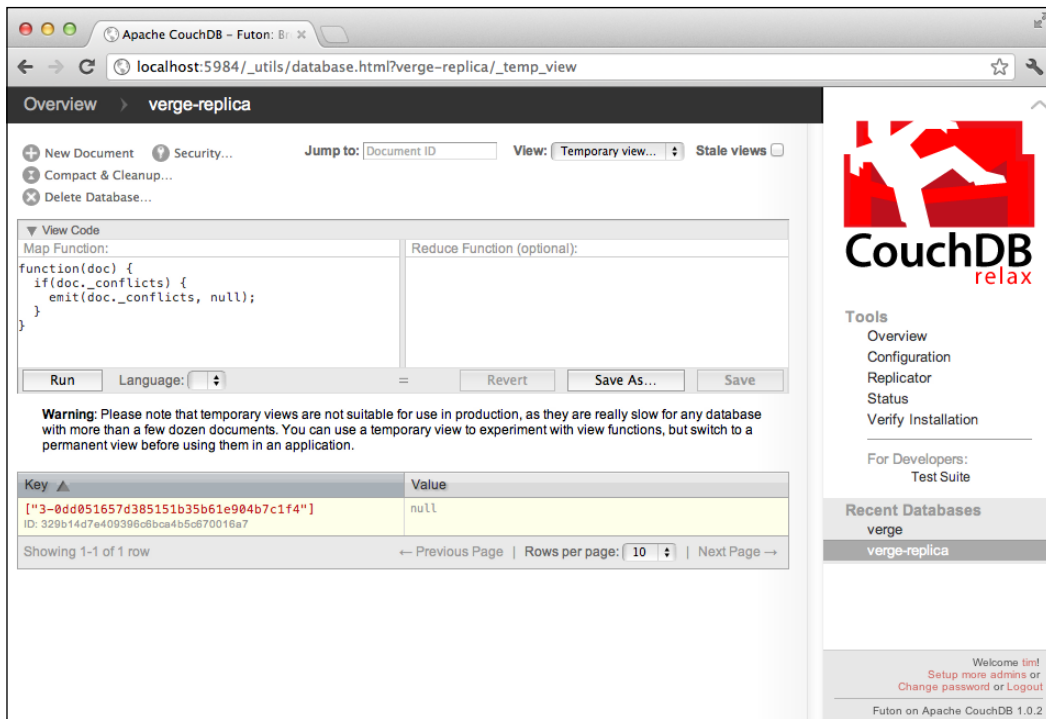 Apache CouchDB – Futon: Br
localhost:5984/_utils/database.html?verge-replica/_temp_view
Overview
verge-replica
New Document Security...
Jump to: Document ID View: Temporary view... Stale views
Compact & Cleanup...
Delete Database...
View Code
Map Function:
Reduce Function (optional):
function(doc) {
  if(doc._conflicts) {
    emit(doc._conflicts, null);
  }
}
Run Language: = Revert Save As... Save
Warning: Please note that temporary views are not suitable for use in production, as they are really slow for any database
with more than a few dozen documents. You can use a temporary view to experiment with view functions, but switch to a
permanent view before using them in an application.
Key Value
["3-0dd051657d385151b35b61e904b7c1f4"] null
ID: 329b14d7e409396c6bca4b5c670016a7
Showing 1-1 of 1 row ← Previous Page | Rows per page: 10 | Next Page →
CouchDB
relax
Tools
Overview
Configuration
Replicator
Status
Verify Installation
For Developers:
Test Suite
Recent Databases
verge
verge-replica
Welcome tim!
Setup more admins or
Change password or Logout
Futon on Apache CouchDB 1.0.2